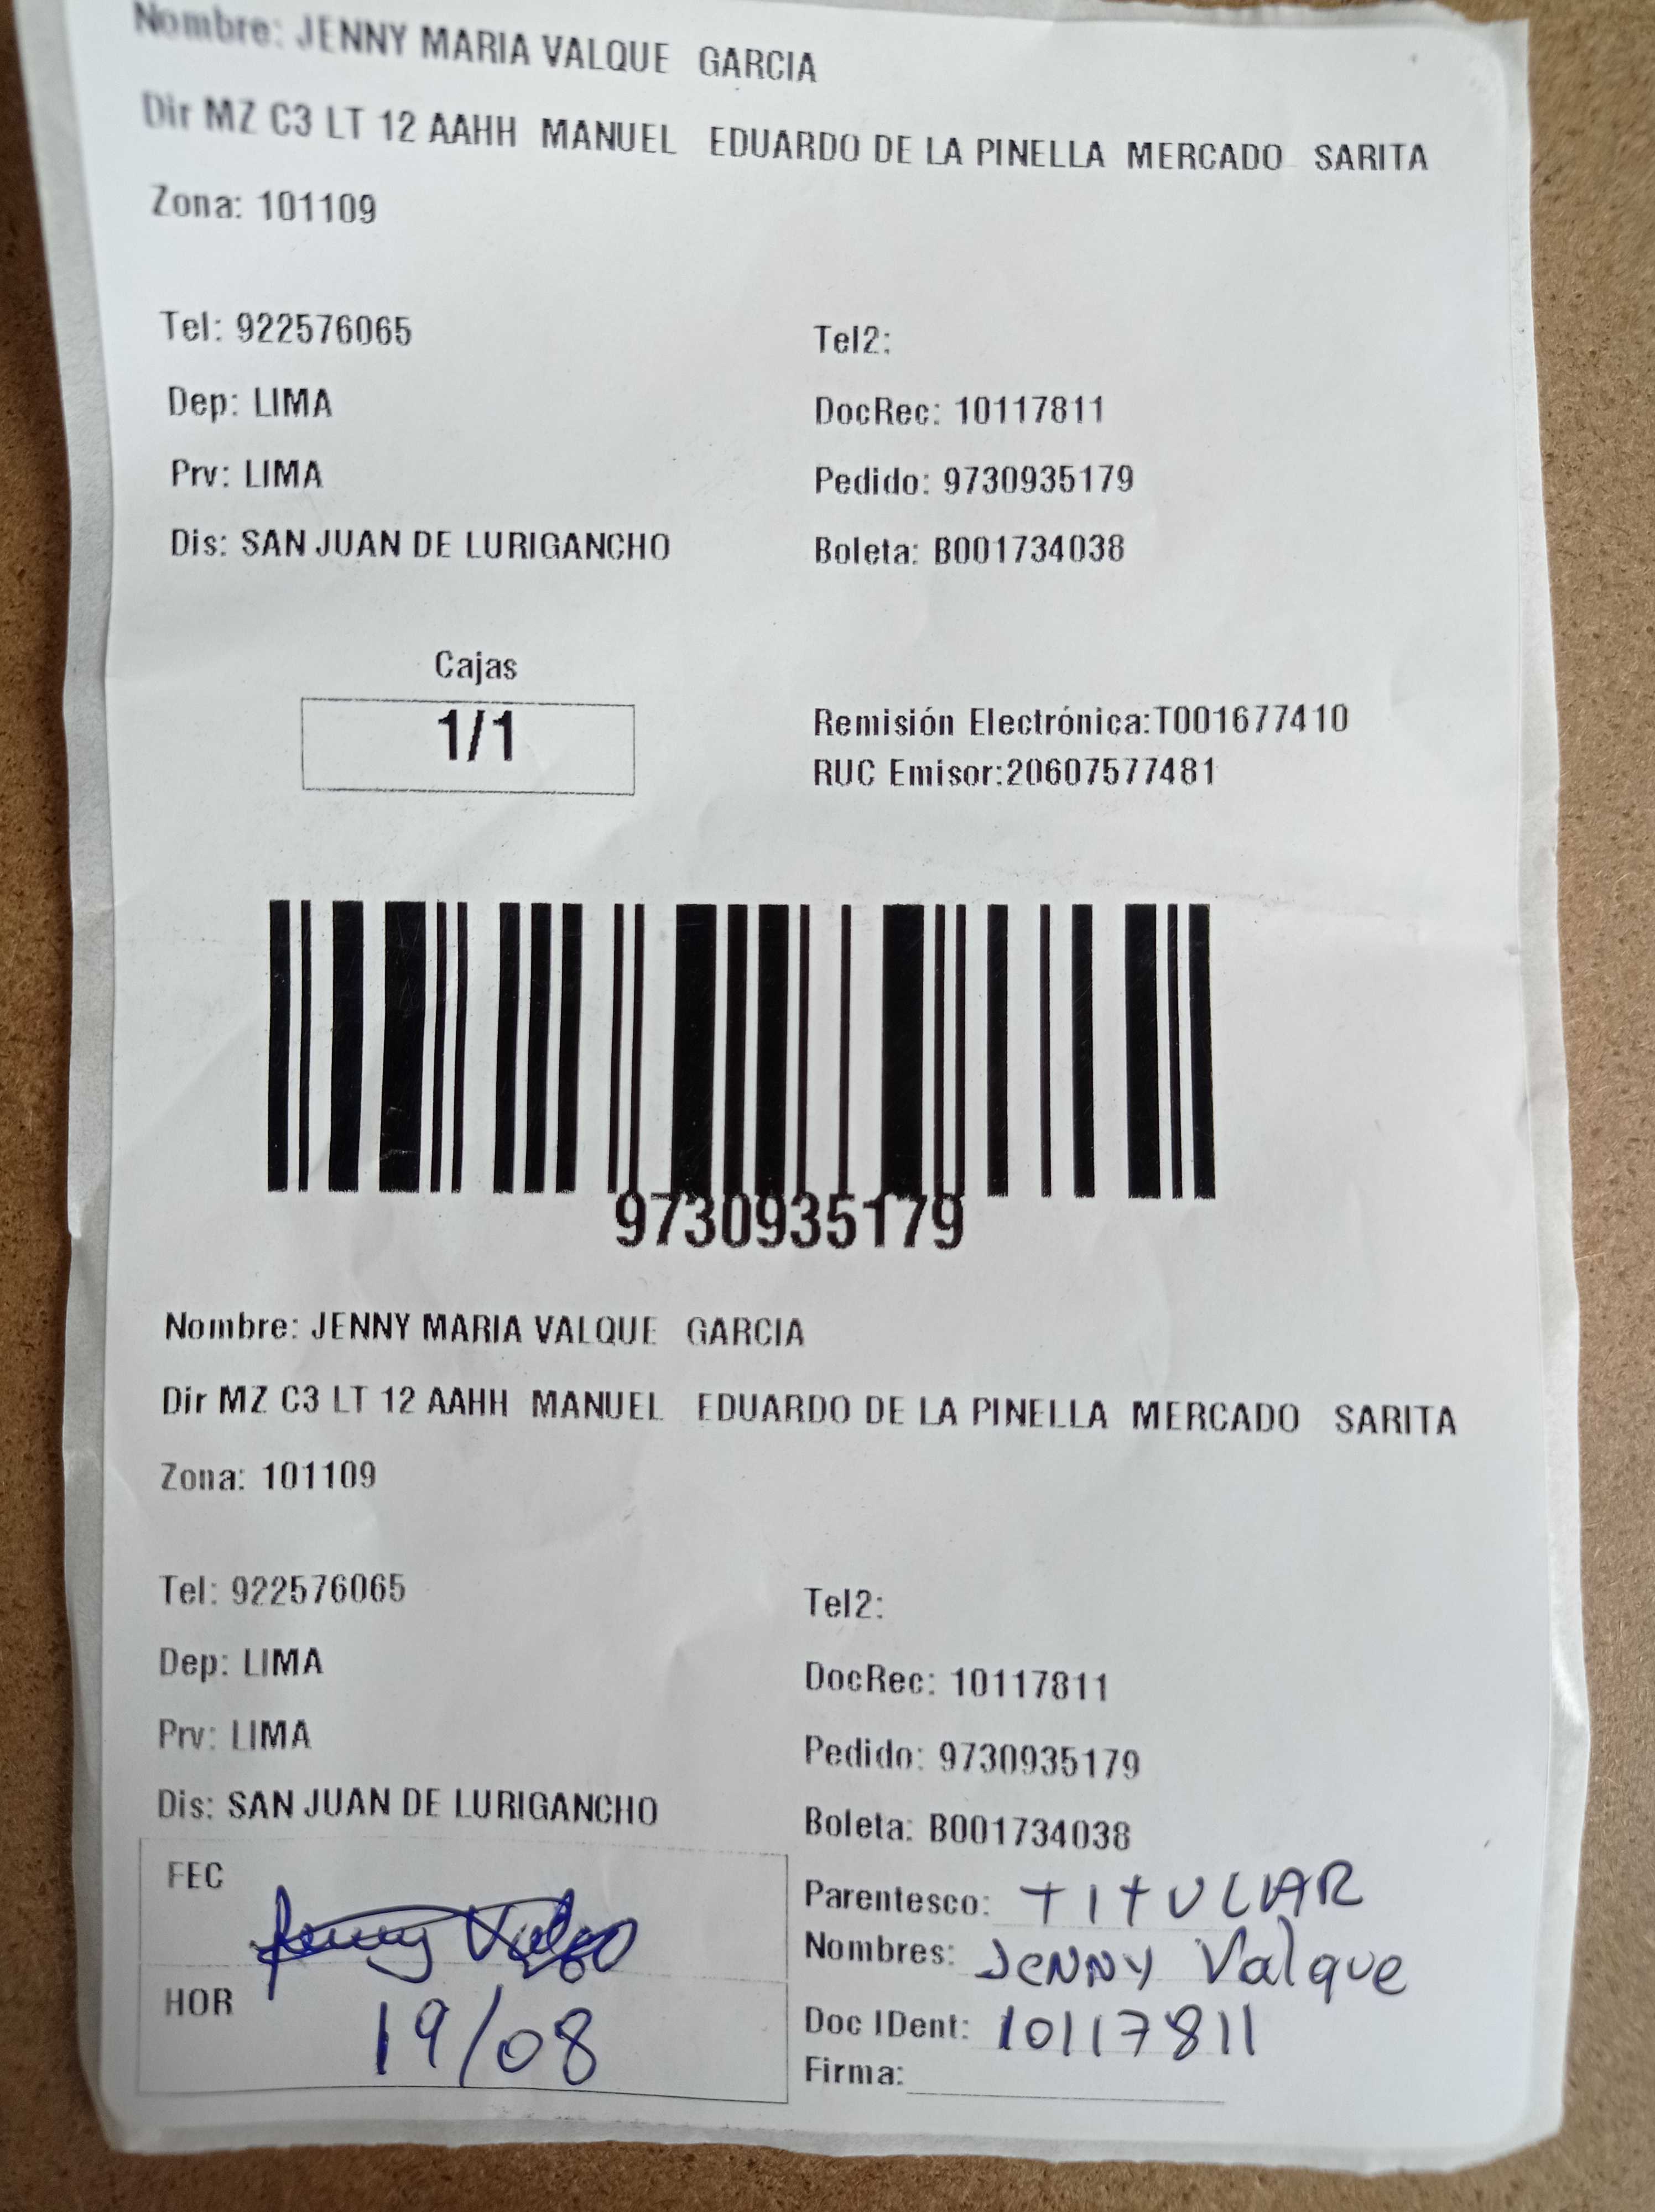 Nombre: JENNY MARIA VALQUE GARCIA
Dir MZ C3 LT 12 AAHH MANUEL EDUARDO DE LA PINELLA MERCADO SARITA
Zona: 101109
Tel: 922576065 Tel2:
Dep: LIMA DocRec: 10117811
Prv: LIMA Pedido: 9730935179
Dis: SAN JUAN DE LURIGANCHO Boleta: B001734038
Cajas
1/1
Remisión Electrónica:T001677410
RUC Emisor:20607577481
9730935179
Nombre: JENNY MARIA VALQUE GARCIA
Dir MZ C3 LT 12 AAHH MANUEL EDUARDO DE LA PINELLA MERCADO SARITA
Zona: 101109
Tel: 922576065 Tel2:
Dep: LIMA DocRec: 10117811
Prv: LIMA Pedido: 9730935179
Dis: SAN JUAN DE LURIGANCHO Boleta: B001734038
FEC Jenny
HOR 19/08
Parentesco: TITULAR
Nombres: Jenny Valque
Doc IDent: 10117811
Firma: